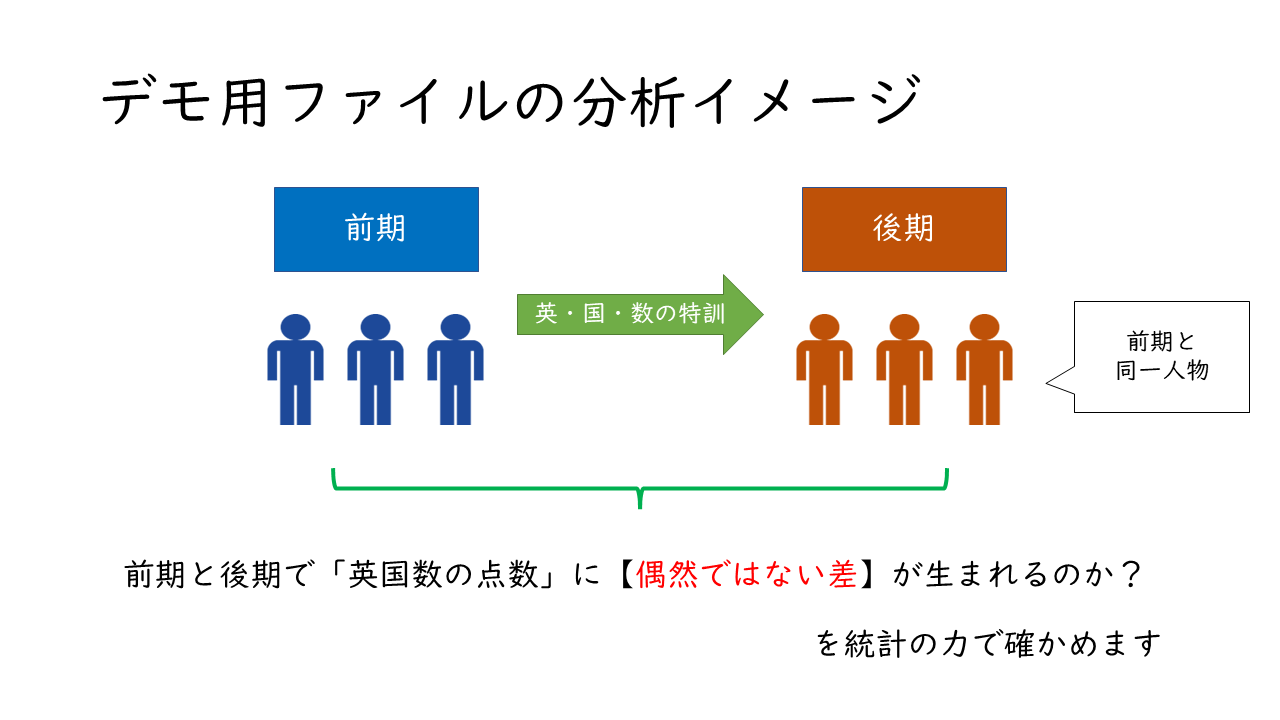 デモ用ファイルの分析イメージ
前期
後期
英・国・数の特訓
前期と
同一人物
前期と後期で「英国数の点数」に【偶然ではない差】が生まれるのか？
を統計の力で確かめます